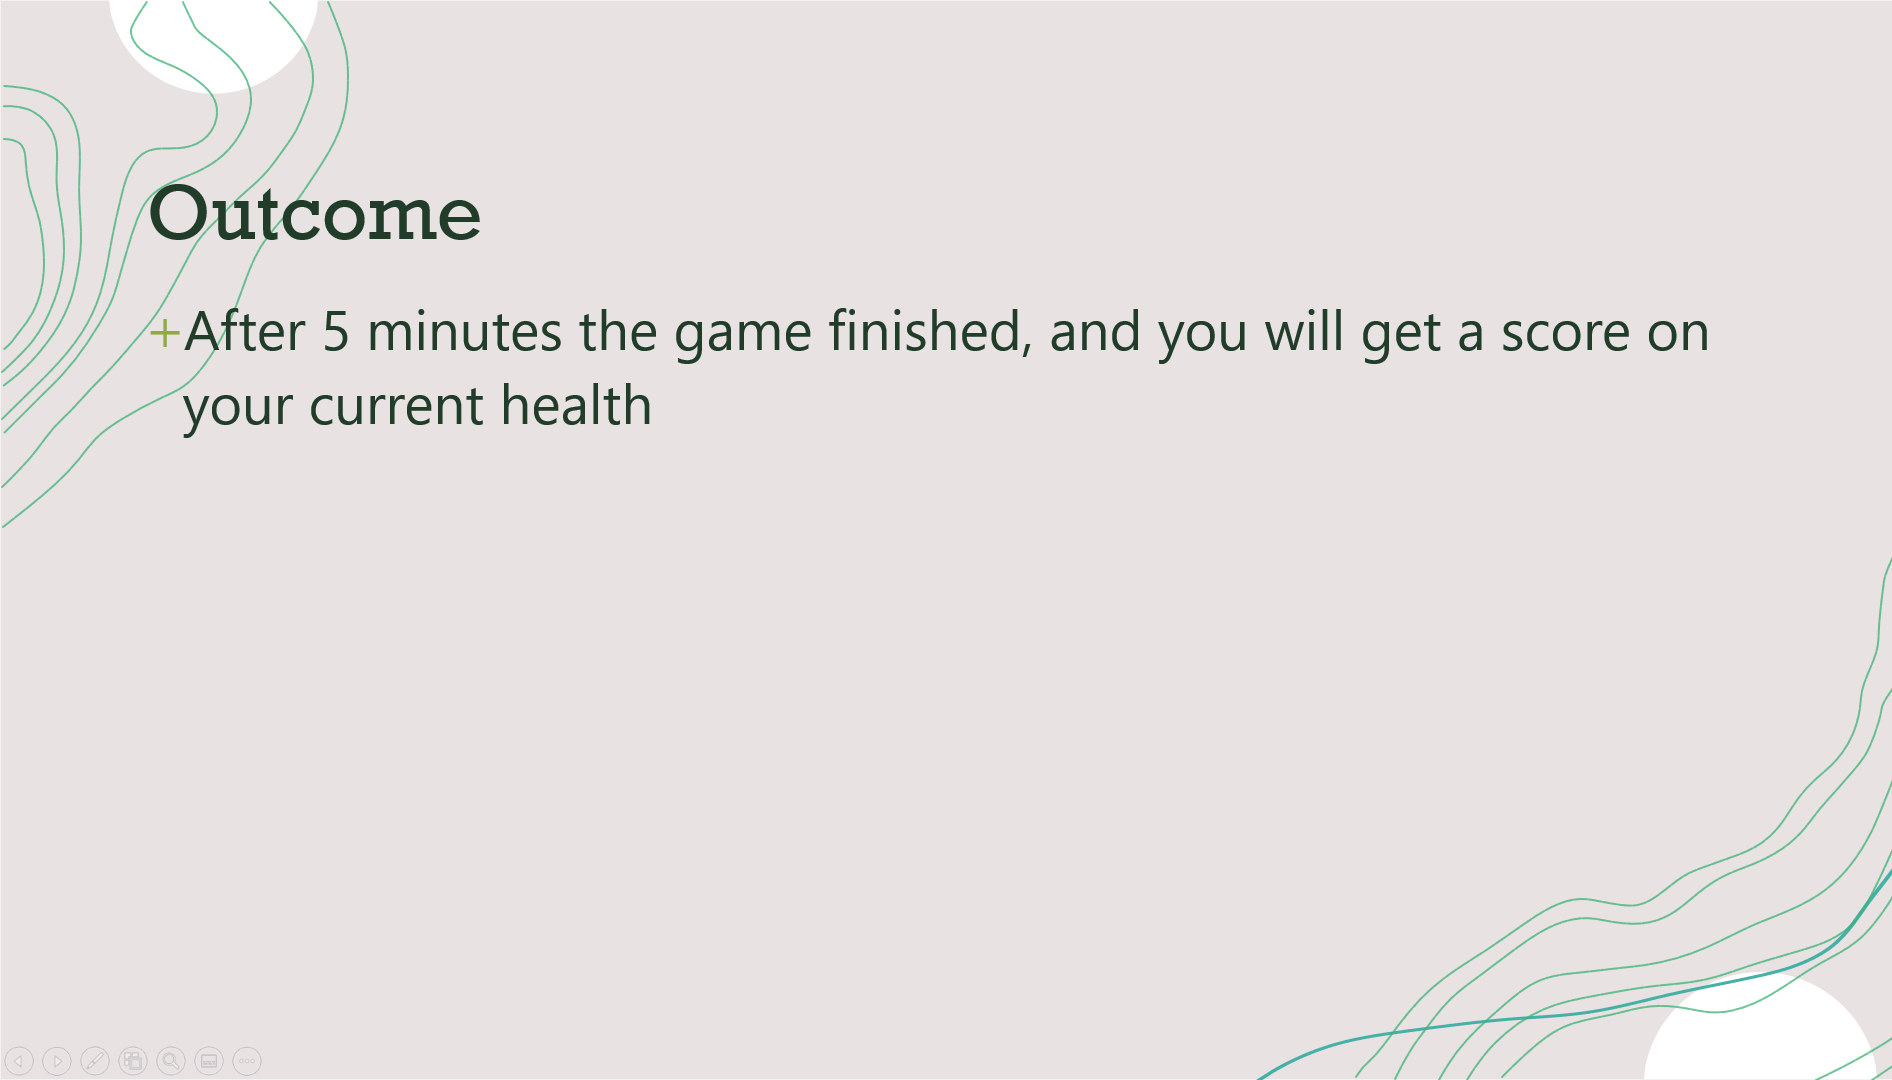 Outcome
+After 5 minutes the game finished, and you will get a score on
your current health